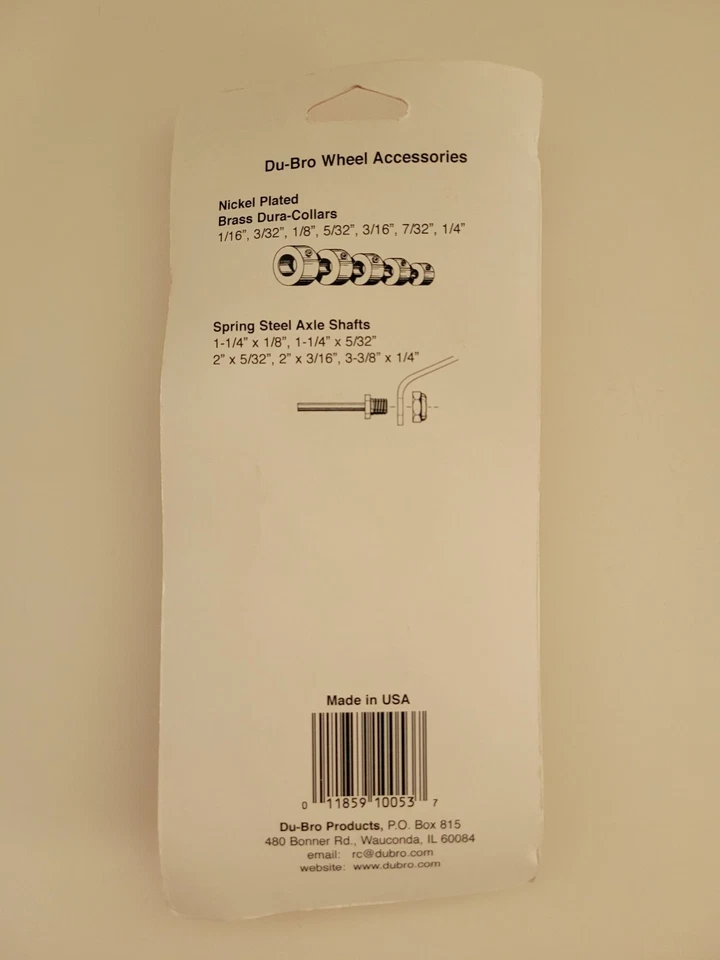 Du-Bro Wheel Accessories
Nickel Plated
Brass Dura-Collars
1/16", 3/32", 1/8", 5/32", 3/16", 7/32", 1/4"
Spring Steel Axle Shafts
1-1/4" x 1/8", 1-1/4" x 5/32"
2" x 5/32", 2" x 3/16", 3-3/8" x 1/4"
Made in USA
0 11859 10053 7
Du-Bro Products, P.O. Box 815
480 Bonner Rd., Wauconda, IL 60084
email: rc@dubro.com
website: www.dubro.com